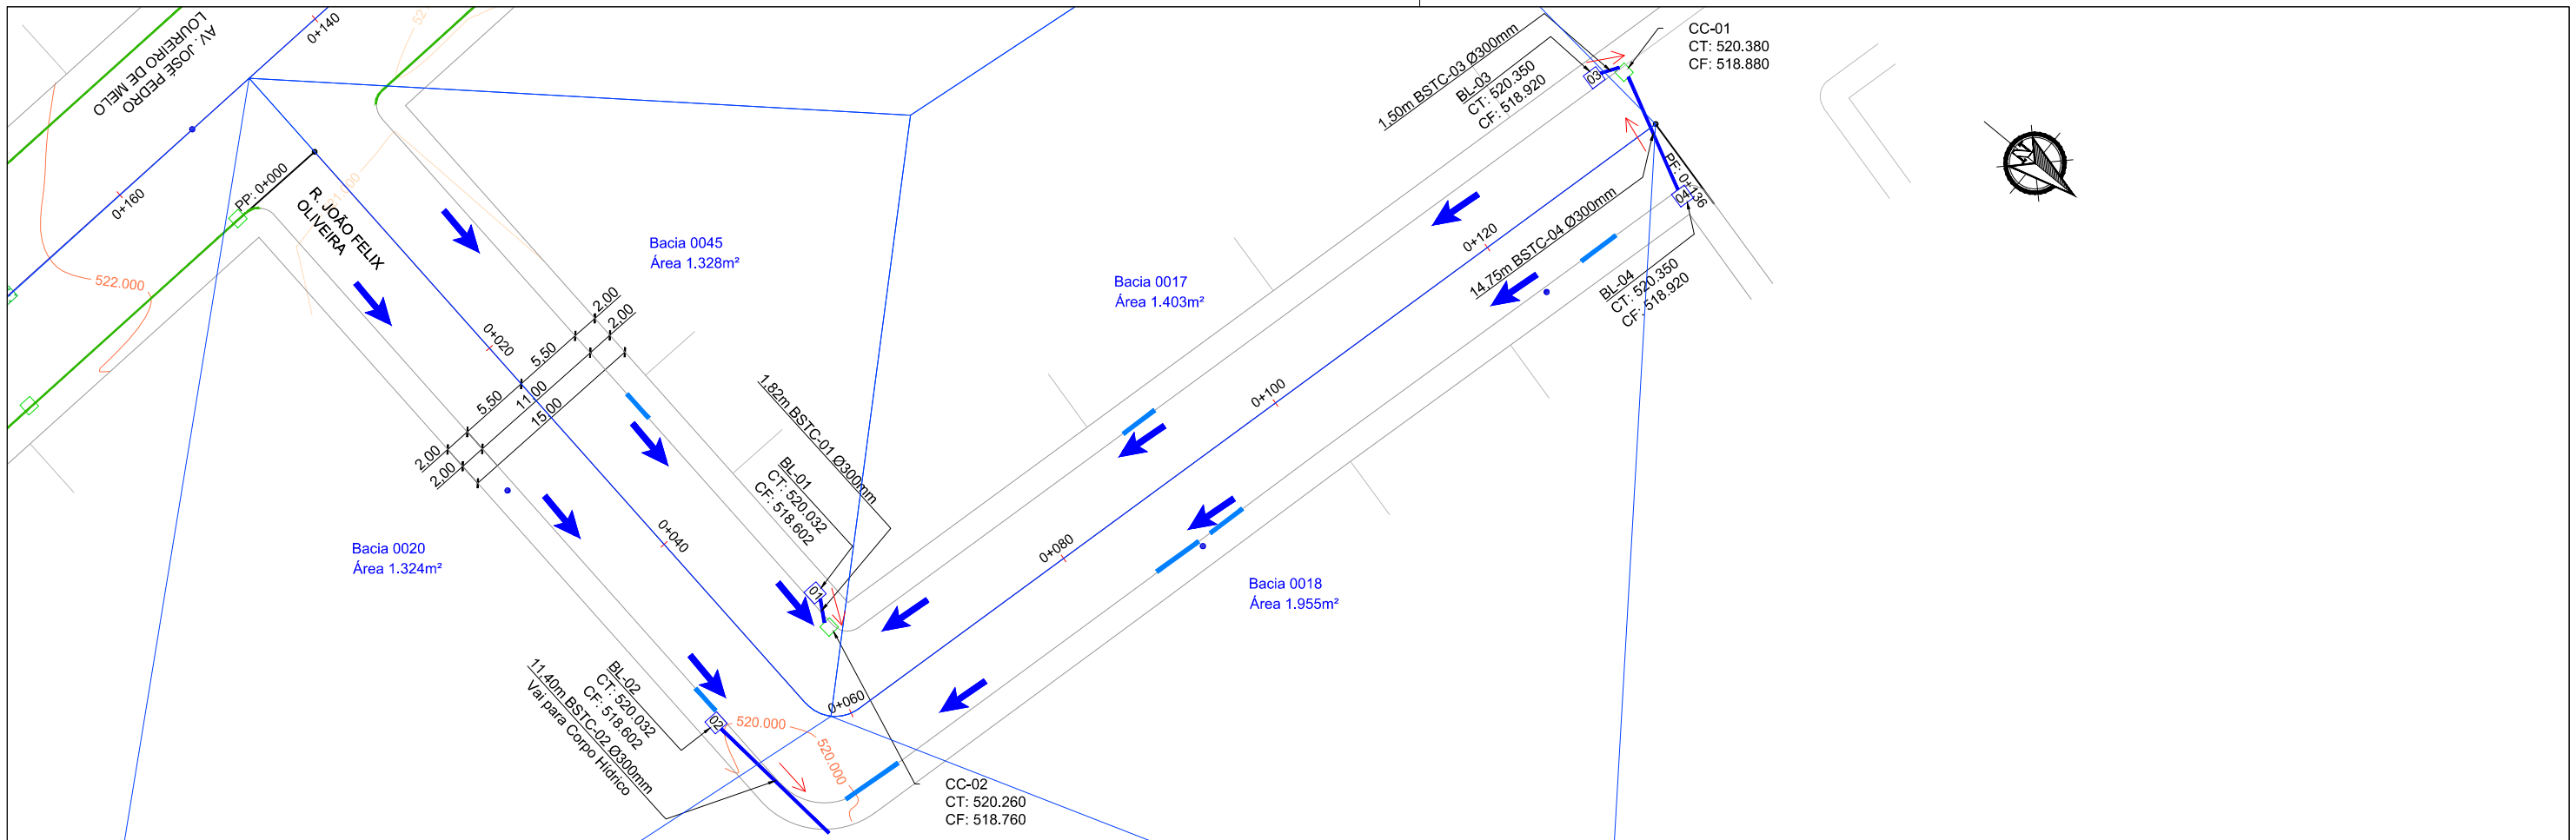 AV. JOSÉ PEDRO
LOUREIRO DE MELO
0+140
0+160
PP: 0+000
R. JOÃO FELIX
OLIVEIRA
522.000
0+020
Bacia 0045
Área 1.328m²
2,00
2,00
5,50
5,50
11,00
15,00
2,00
2,00
0+040
Bacia 0020
Área 1.324m²
1,82m BSTC-01 Ø300mm
BL-01
CT: 520.032
CF: 518.602
01
BL-02
CT: 520.032
CF: 518.602
11,40m BSTC-02 Ø300mm
Vai para Corpo Hídrico
02
520.000
520.000
0+060
CC-02
CT: 520.260
CF: 518.760
0+080
0+100
0+120
Bacia 0017
Área 1.403m²
Bacia 0018
Área 1.955m²
1,50m BSTC-03 Ø300mm
BL-03
CT: 520.350
CF: 518.920
03
CC-01
CT: 520.380
CF: 518.880
PF: 0+136
04
14,75m BSTC-04 Ø300mm
BL-04
CT: 520.350
CF: 518.920